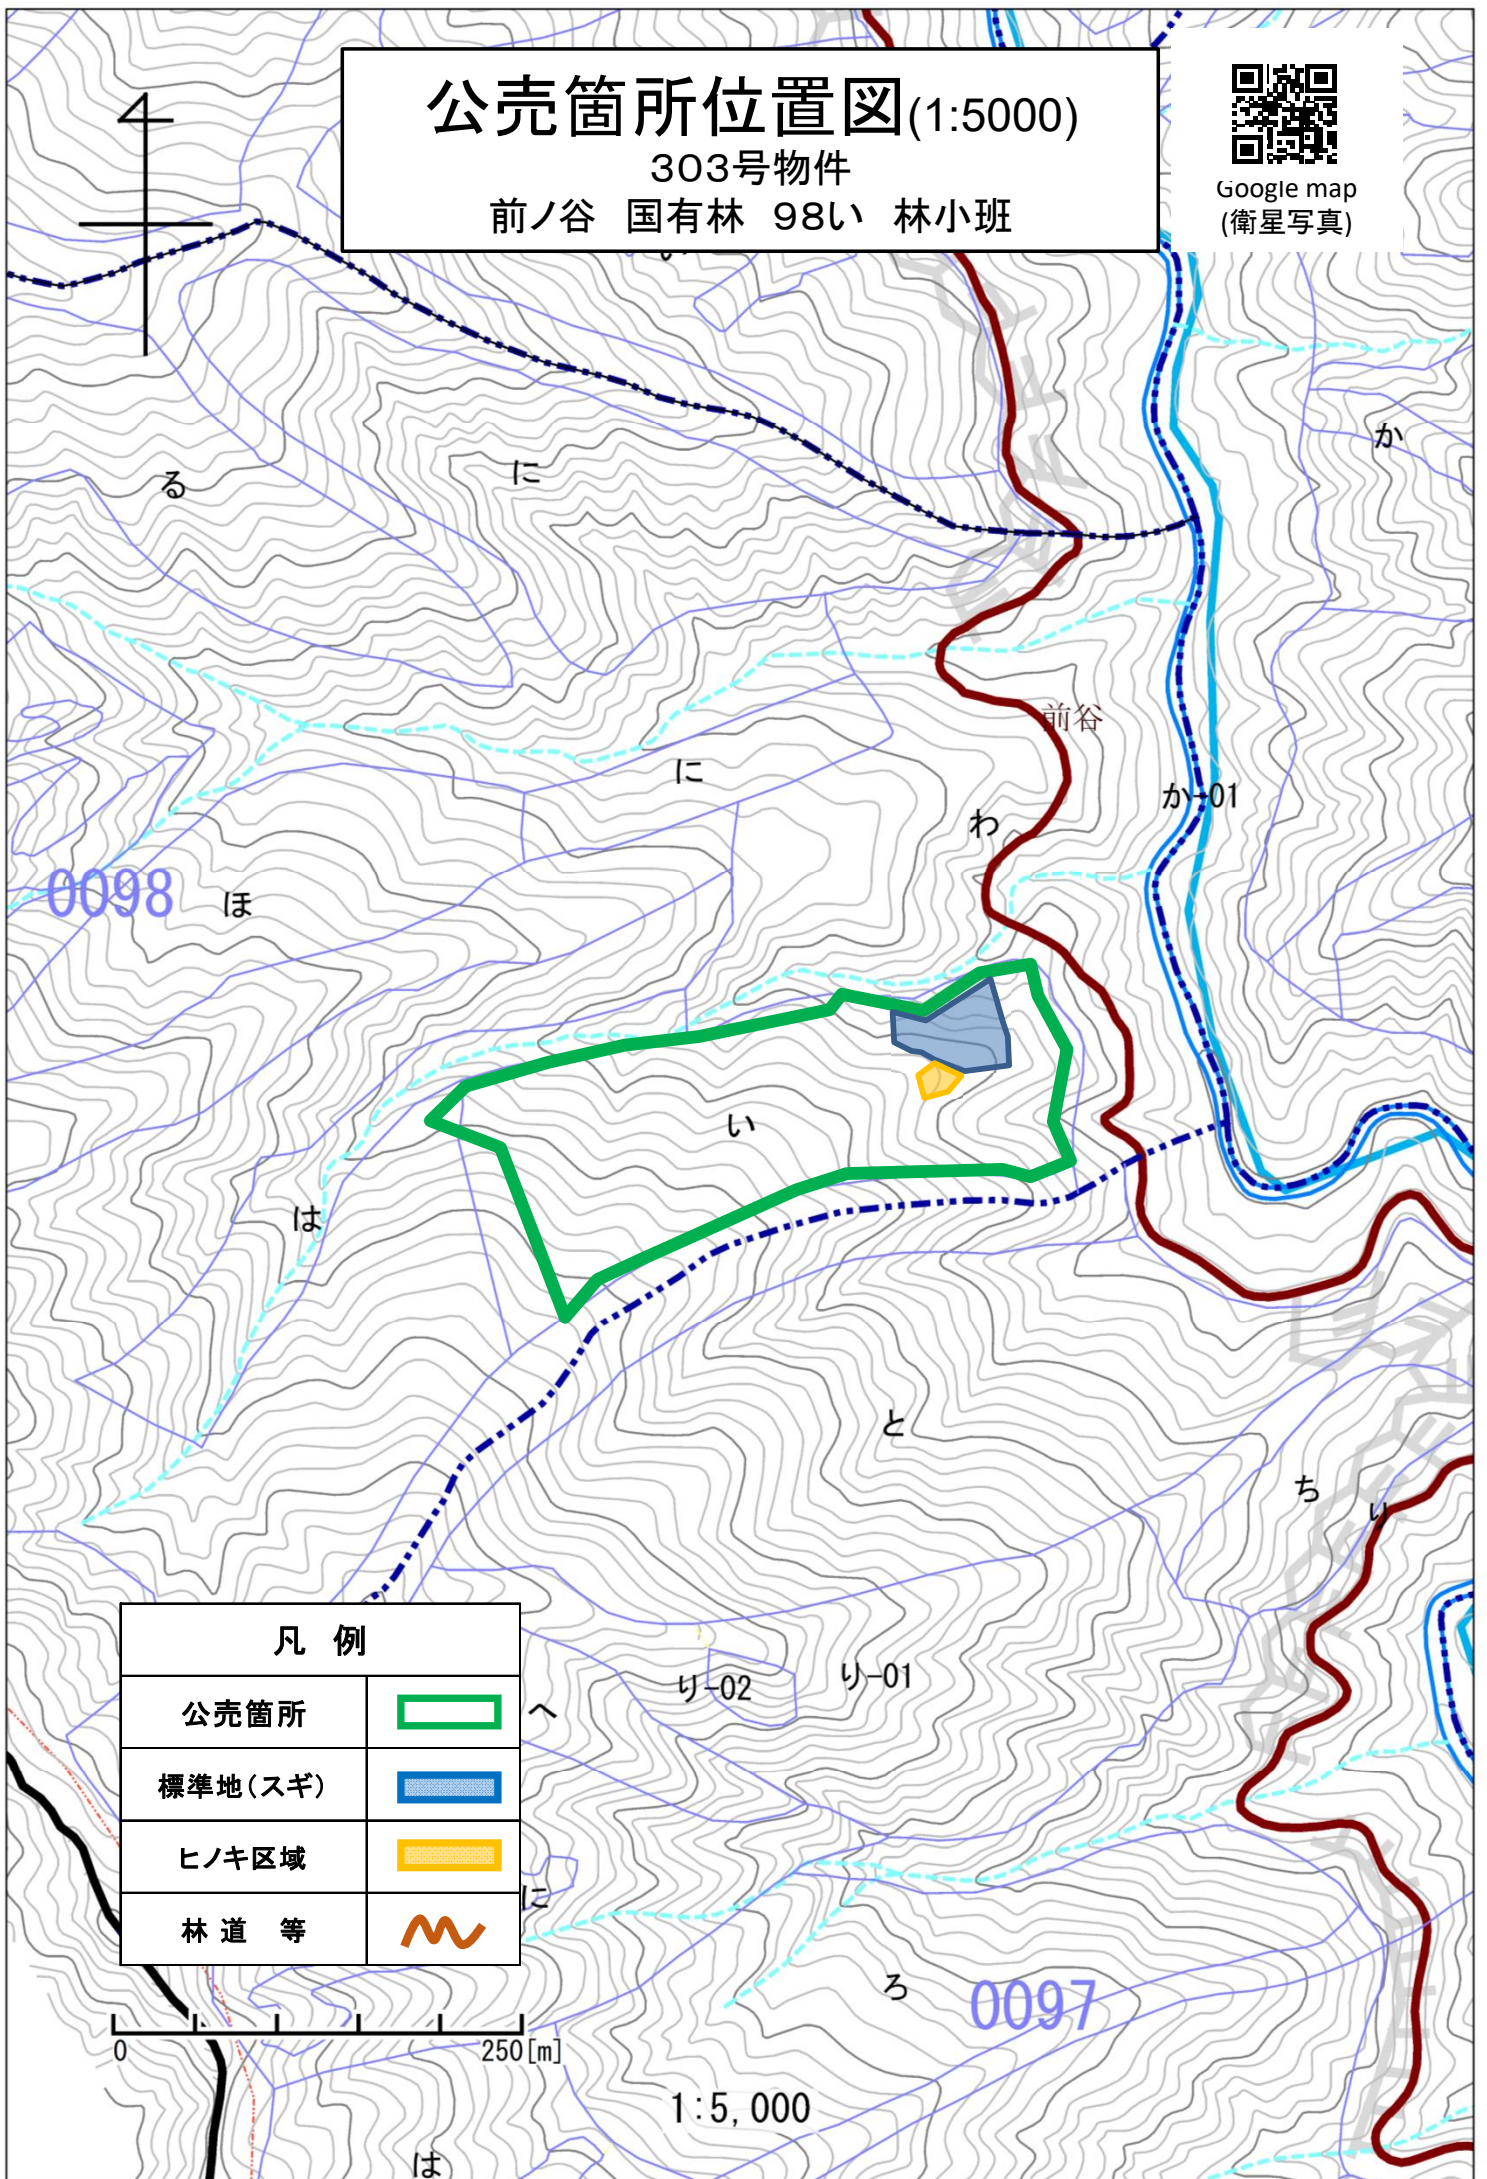 公売箇所位置図(1:5000)
303号物件
前ノ谷 国有林 98い 林小班
Google map
(衛星写真)
い
か
る
に
前谷
に
か-01
わ
0098
ほ
い
は
と
ち
り
凡 例
公売箇所
標準地(スギ)
ヒノキ区域
林道 等
へ
り-02
り-01
に
ろ
0097
0
250[m]
1:5,000
は